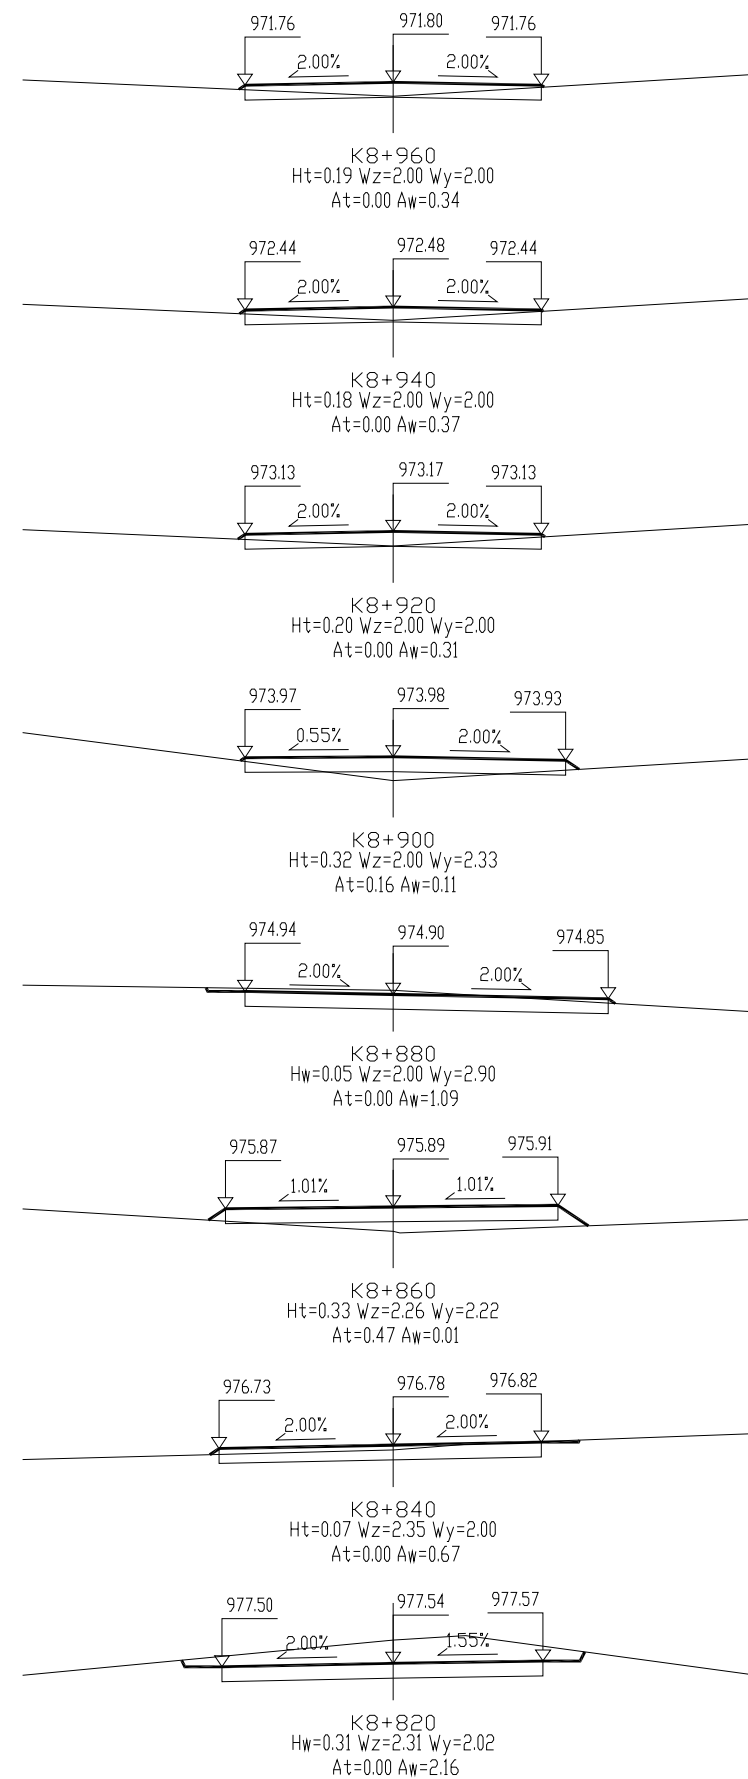 971.76 971.80 971.76
2.00% 2.00%
K8+960
Ht=0.19 Wz=2.00 Wy=2.00
At=0.00 Aw=0.34
972.44 972.48 972.44
2.00% 2.00%
K8+940
Ht=0.18 Wz=2.00 Wy=2.00
At=0.00 Aw=0.37
973.13 973.17 973.13
2.00% 2.00%
K8+920
Ht=0.20 Wz=2.00 Wy=2.00
At=0.00 Aw=0.31
973.97 973.98 973.93
0.55% 2.00%
K8+900
Ht=0.32 Wz=2.00 Wy=2.33
At=0.16 Aw=0.11
974.94 974.90 974.85
2.00% 2.00%
K8+880
Hw=0.05 Wz=2.00 Wy=2.90
At=0.00 Aw=1.09
975.87 975.89 975.91
1.01% 1.01%
K8+860
Ht=0.33 Wz=2.26 Wy=2.22
At=0.47 Aw=0.01
976.73 976.78 976.82
2.00% 2.00%
K8+840
Ht=0.07 Wz=2.35 Wy=2.00
At=0.00 Aw=0.67
977.50 977.54 977.57
2.00% 1.55%
K8+820
Hw=0.31 Wz=2.31 Wy=2.02
At=0.00 Aw=2.16